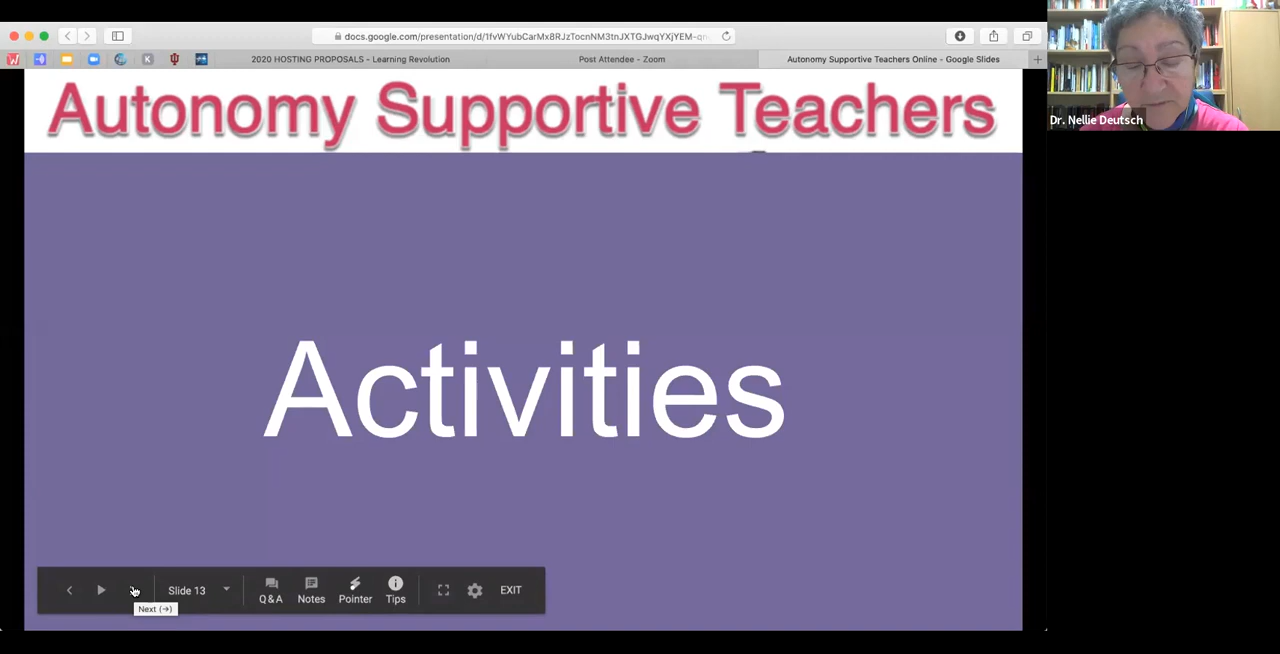 docs.google.com/presentation/d/1fvWYubCarMx8RJzTocnNM3tnJXTGJwqYXjYEM-qn
2020 HOSTING PROPOSALS - Learning Revolution
Post Attendee - Zoom
Autonomy Supportive Teachers Online - Google Slides
Dr. Nellie Deutsch
Autonomy Supportive Teachers
Activities
Slide 13
Q&A
Notes
Pointer
Tips
EXIT
Next (→)